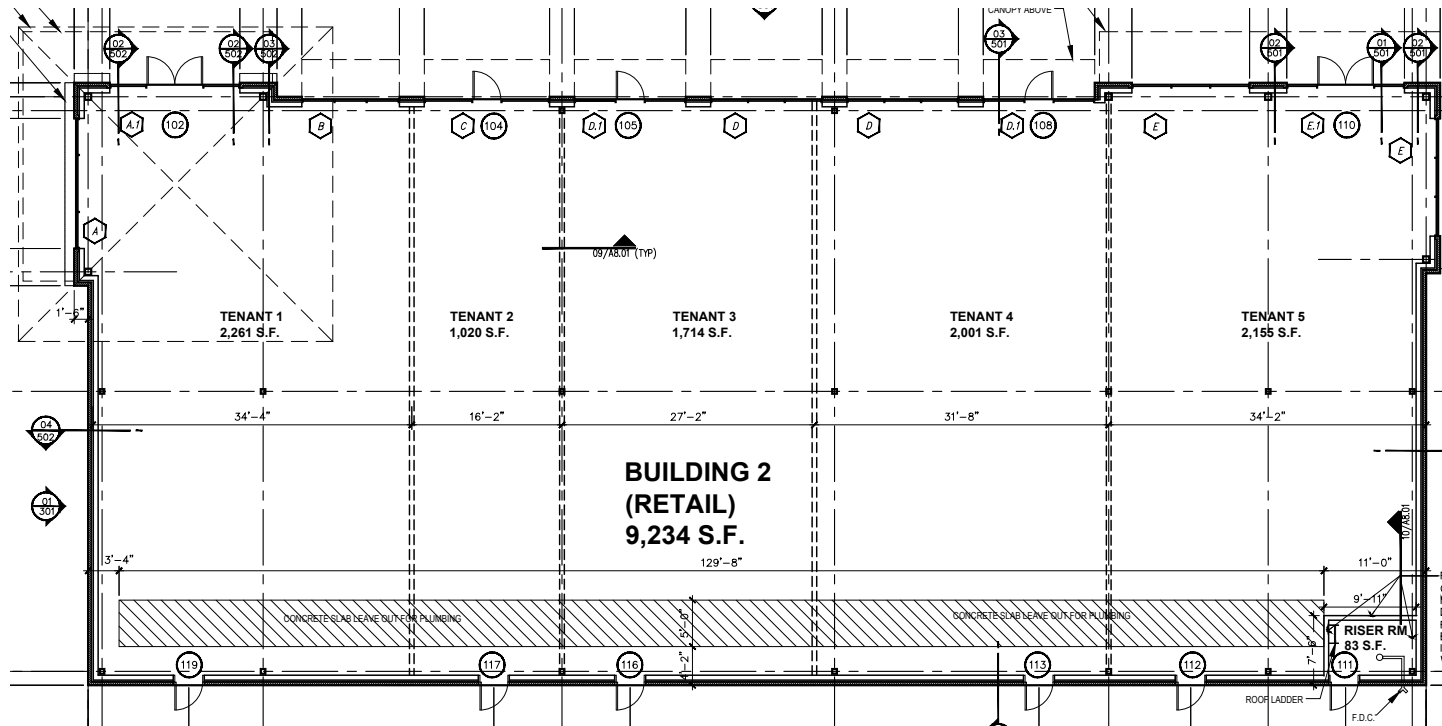 CANOPY ABOVE
02
502
02
502
03
502
03
501
02
501
01
501
02
501
A.1
102
B
C
104
D.1
105
D
D
D.1
108
E
E.1
110
E
A
09/A8.01 (TYP)
1'-6"
TENANT 1
2,261 S.F.
TENANT 2
1,020 S.F.
TENANT 3
1,714 S.F.
TENANT 4
2,001 S.F.
TENANT 5
2,155 S.F.
34'-4"
16'-2"
27'-2"
31'-8"
34'-2"
04
502
BUILDING 2
(RETAIL)
9,234 S.F.
01
301
10/A8.01
3'-4"
129'-8"
11'-0"
9'-11"
CONCRETE SLAB LEAVE OUT FOR PLUMBING
CONCRETE SLAB LEAVE OUT FOR PLUMBING
5'-0"
RISER RM
83 S.F.
7'-6"
4'-2"
119
117
116
113
112
111
ROOF LADDER
F.D.C.